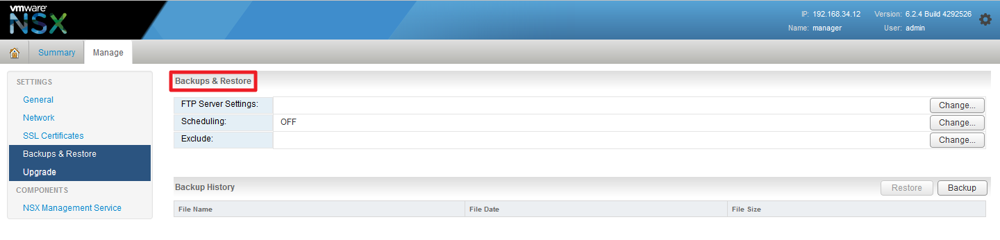 vmware
NSX
IP: 192.168.34.12 Version: 6.2.4 Build 4292526
Name: manager User: admin
Summary Manage
SETTINGS
General
Network
SSL Certificates
Backups & Restore
Upgrade
COMPONENTS
NSX Management Service
Backups & Restore
FTP Server Settings: Change...
Scheduling: OFF Change...
Exclude: Change...
Backup History Restore Backup
File Name File Date File Size